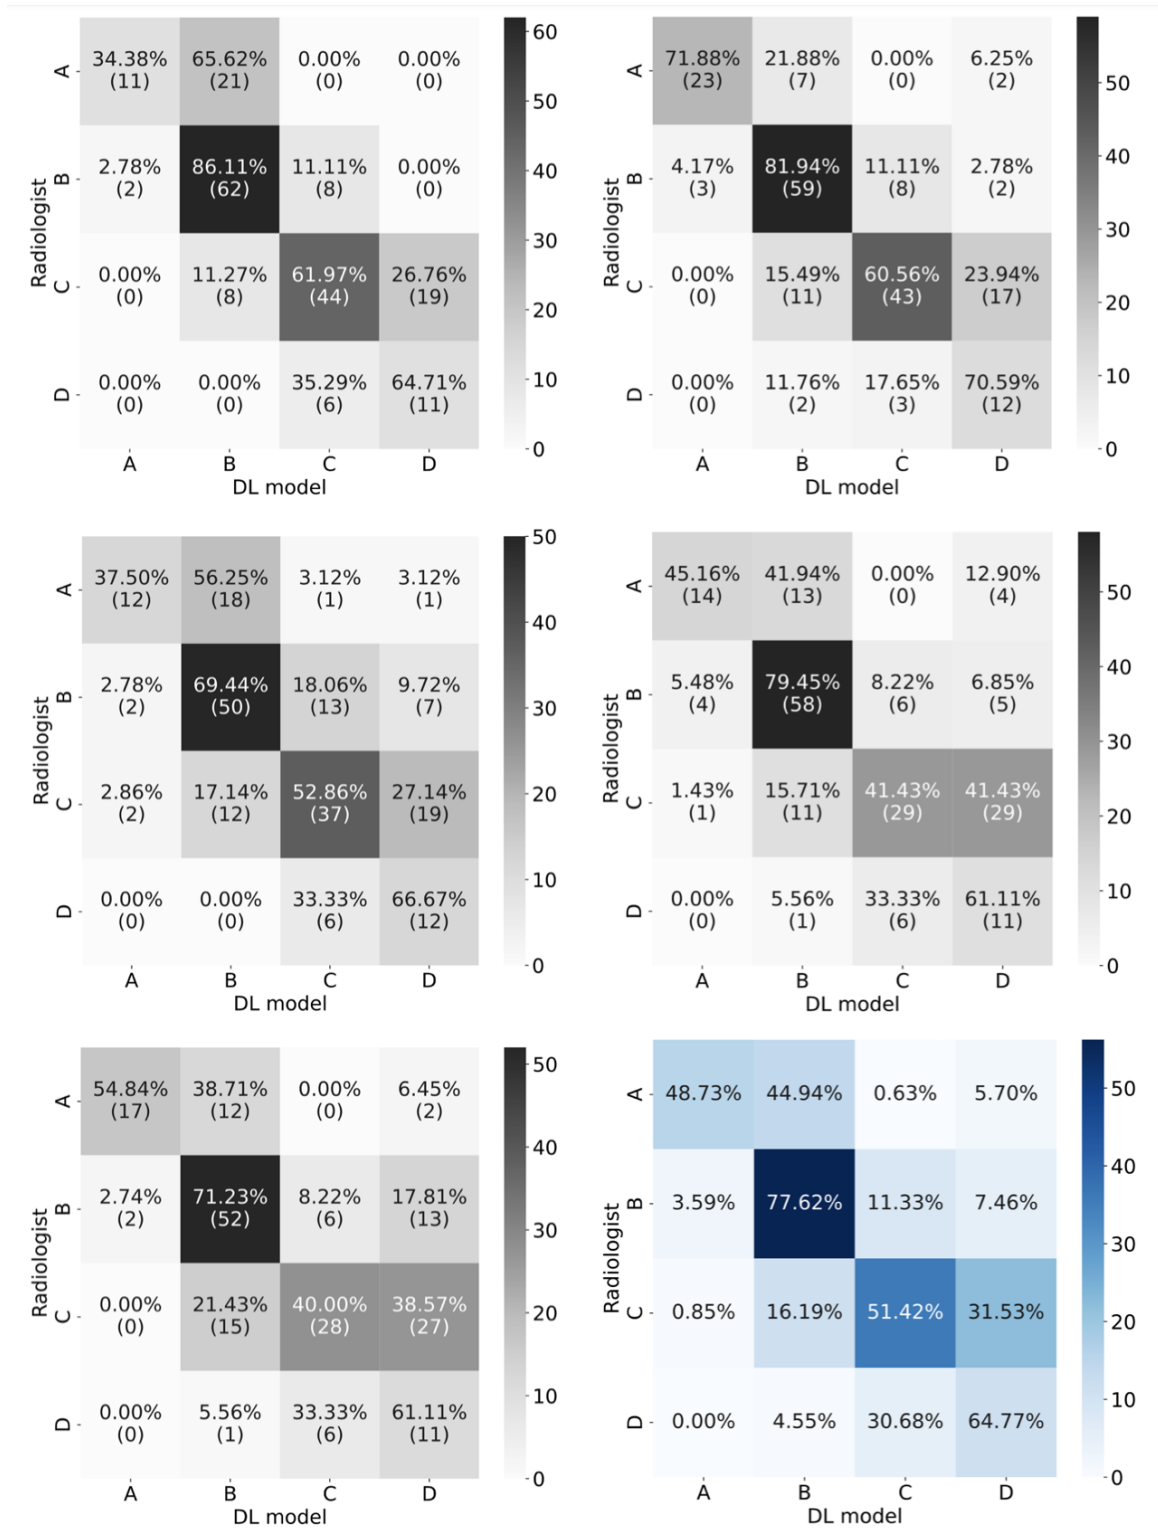 A 34.38% 65.62% 0.00% 0.00%
(11) (21) (0) (0)
B 2.78% 86.11% 11.11% 0.00%
(2) (62) (8) (0)
C 0.00% 11.27% 61.97% 26.76%
(0) (8) (44) (19)
D 0.00% 0.00% 35.29% 64.71%
(0) (0) (6) (11)
A B C D
DL model
Radiologist
60
50
40
30
20
10
0
A 71.88% 21.88% 0.00% 6.25%
(23) (7) (0) (2)
B 4.17% 81.94% 11.11% 2.78%
(3) (59) (8) (2)
C 0.00% 15.49% 60.56% 23.94%
(0) (11) (43) (17)
D 0.00% 11.76% 17.65% 70.59%
(0) (2) (3) (12)
A B C D
DL model
Radiologist
50
40
30
20
10
0
A 37.50% 56.25% 3.12% 3.12%
(12) (18) (1) (1)
B 2.78% 69.44% 18.06% 9.72%
(2) (50) (13) (7)
C 2.86% 17.14% 52.86% 27.14%
(2) (12) (37) (19)
D 0.00% 0.00% 33.33% 66.67%
(0) (0) (6) (12)
A B C D
DL model
Radiologist
50
40
30
20
10
0
A 45.16% 41.94% 0.00% 12.90%
(14) (13) (0) (4)
B 5.48% 79.45% 8.22% 6.85%
(4) (58) (6) (5)
C 1.43% 15.71% 41.43% 41.43%
(1) (11) (29) (29)
D 0.00% 5.56% 33.33% 61.11%
(0) (1) (6) (11)
A B C D
DL model
Radiologist
50
40
30
20
10
0
A 54.84% 38.71% 0.00% 6.45%
(17) (12) (0) (2)
B 2.74% 71.23% 8.22% 17.81%
(2) (52) (6) (13)
C 0.00% 21.43% 40.00% 38.57%
(0) (15) (28) (27)
D 0.00% 5.56% 33.33% 61.11%
(0) (1) (6) (11)
A B C D
DL model
Radiologist
50
40
30
20
10
0
A 48.73% 44.94% 0.63% 5.70%
B 3.59% 77.62% 11.33% 7.46%
C 0.85% 16.19% 51.42% 31.53%
D 0.00% 4.55% 30.68% 64.77%
A B C D
DL model
Radiologist
50
40
30
20
10
0